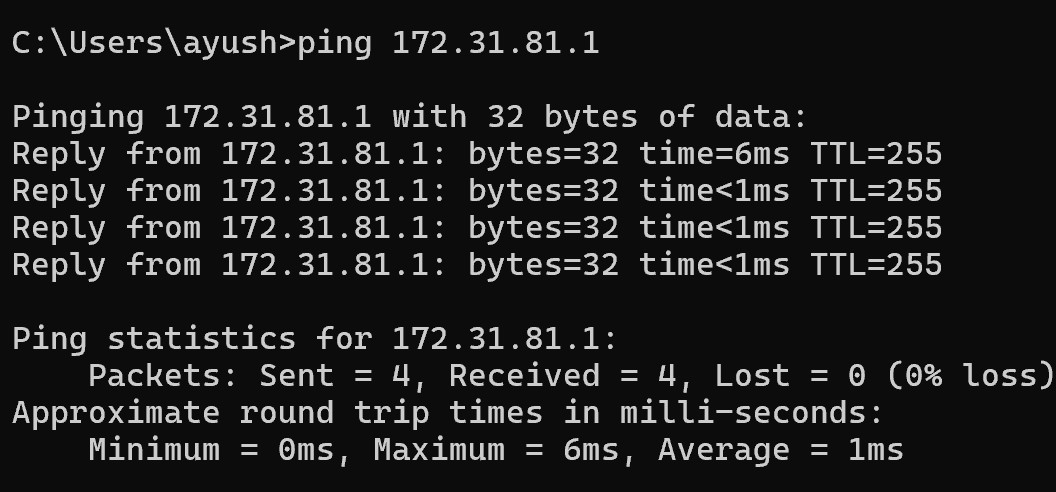 C:\Users\ayush>ping 172.31.81.1
Pinging 172.31.81.1 with 32 bytes of data:
Reply from 172.31.81.1: bytes=32 time=6ms TTL=255
Reply from 172.31.81.1: bytes=32 time<1ms TTL=255
Reply from 172.31.81.1: bytes=32 time<1ms TTL=255
Reply from 172.31.81.1: bytes=32 time<1ms TTL=255
Ping statistics for 172.31.81.1:
    Packets: Sent = 4, Received = 4, Lost = 0 (0% loss)
Approximate round trip times in milli-seconds:
    Minimum = 0ms, Maximum = 6ms, Average = 1ms